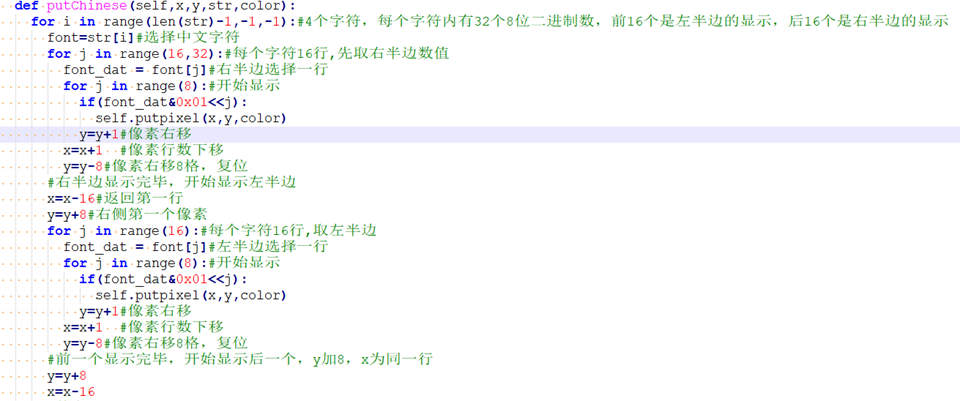 def putChinese(self,x,y,str,color):
for i in range(len(str)-1,-1,-1):#4个字符，每个字符内有32个8位二进制数，前16个是左半边的显示，后16个是右半边的显示
font=str[i]#选择中文字符
for j in range(16,32):#每个字符16行,先取右半边数值
font_dat = font[j]#右半边选择一行
for j in range(8):#开始显示
if(font_dat&0x01<<j):
self.putpixel(x,y,color)
y=y+1#像素右移
x=x+1 #像素行数下移
y=y-8#像素右移8格，复位
#右半边显示完毕，开始显示左半边
x=x-16#返回第一行
y=y+8#右侧第一个像素
for j in range(16):#每个字符16行,取左半边
font_dat = font[j]#左半边选择一行
for j in range(8):#开始显示
if(font_dat&0x01<<j):
self.putpixel(x,y,color)
y=y+1#像素右移
x=x+1 #像素行数下移
y=y-8#像素右移8格，复位
#前一个显示完毕，开始显示后一个，y加8，x为同一行
y=y+8
x=x-16